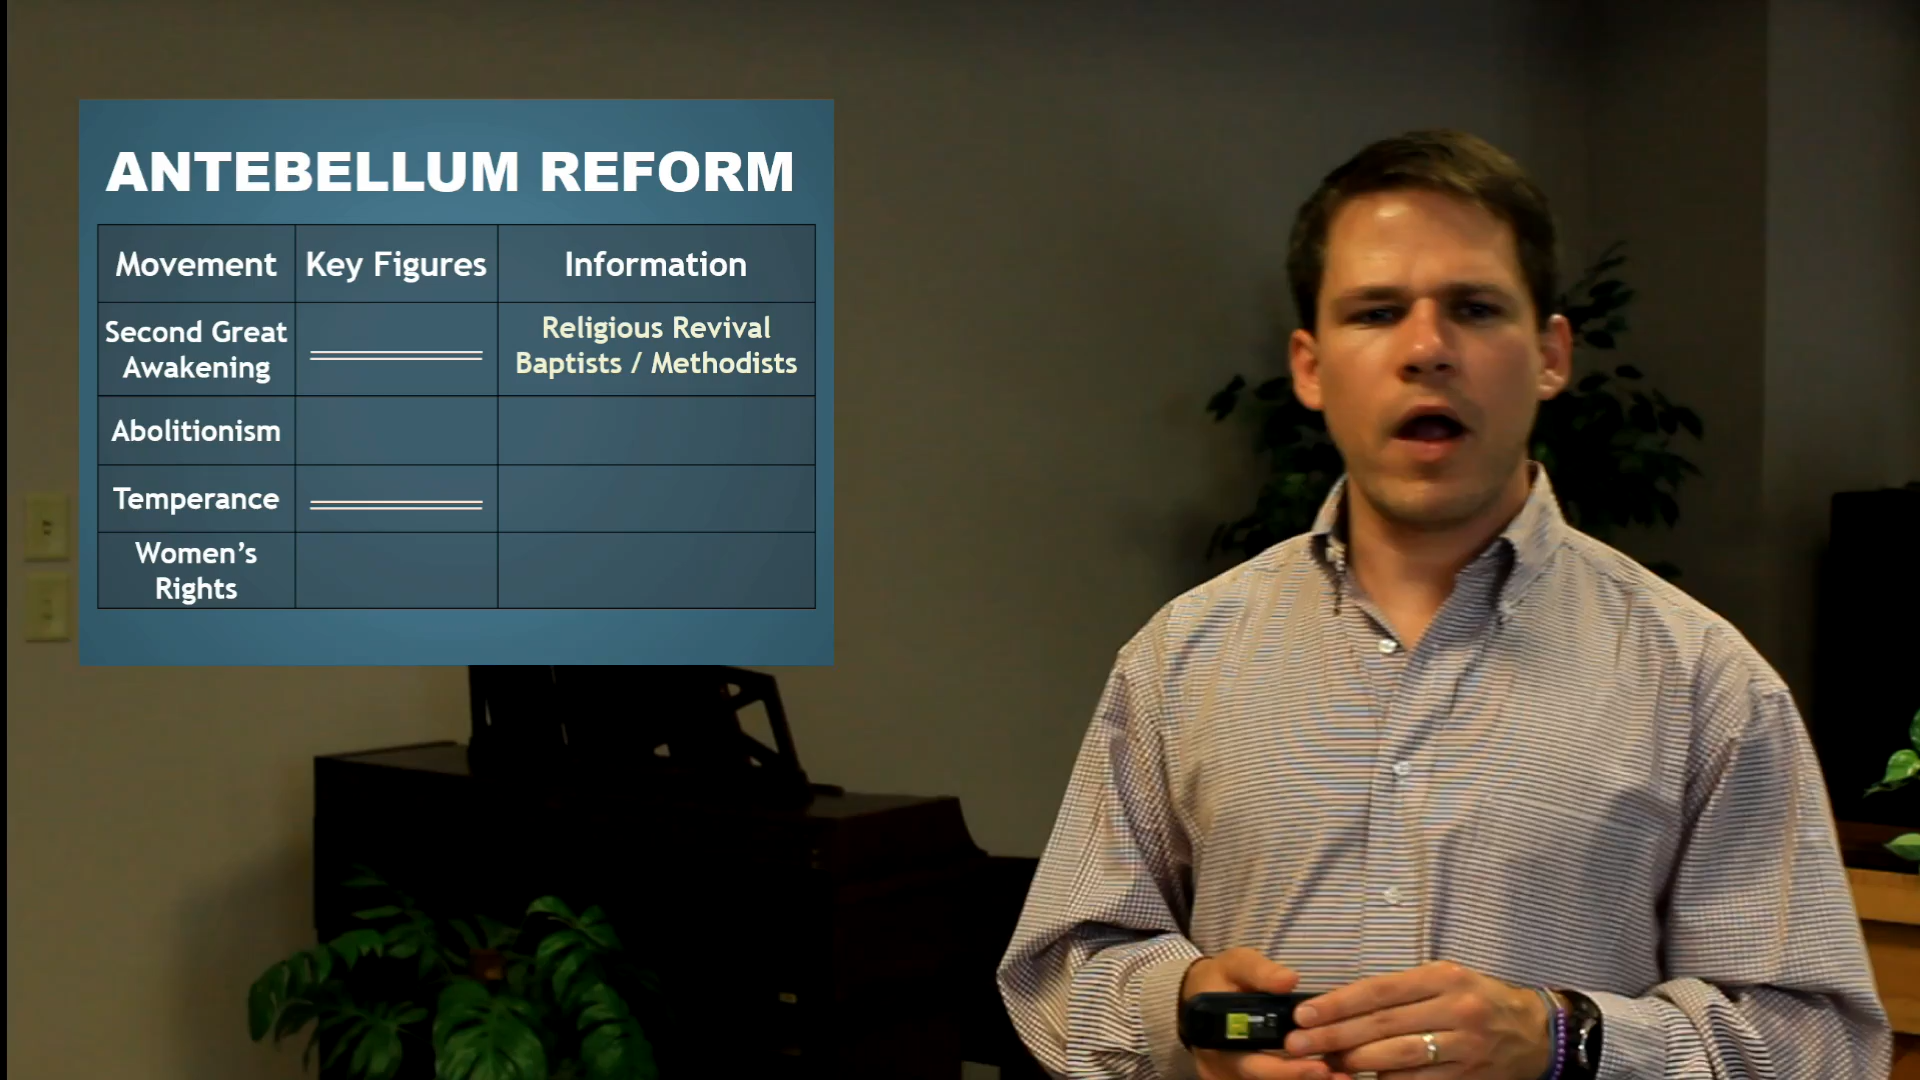 ANTEBELLUM REFORM
Movement Key Figures Information
Second Great
Awakening
Religious Revival
Baptists / Methodists
Abolitionism
Temperance
Women's
Rights